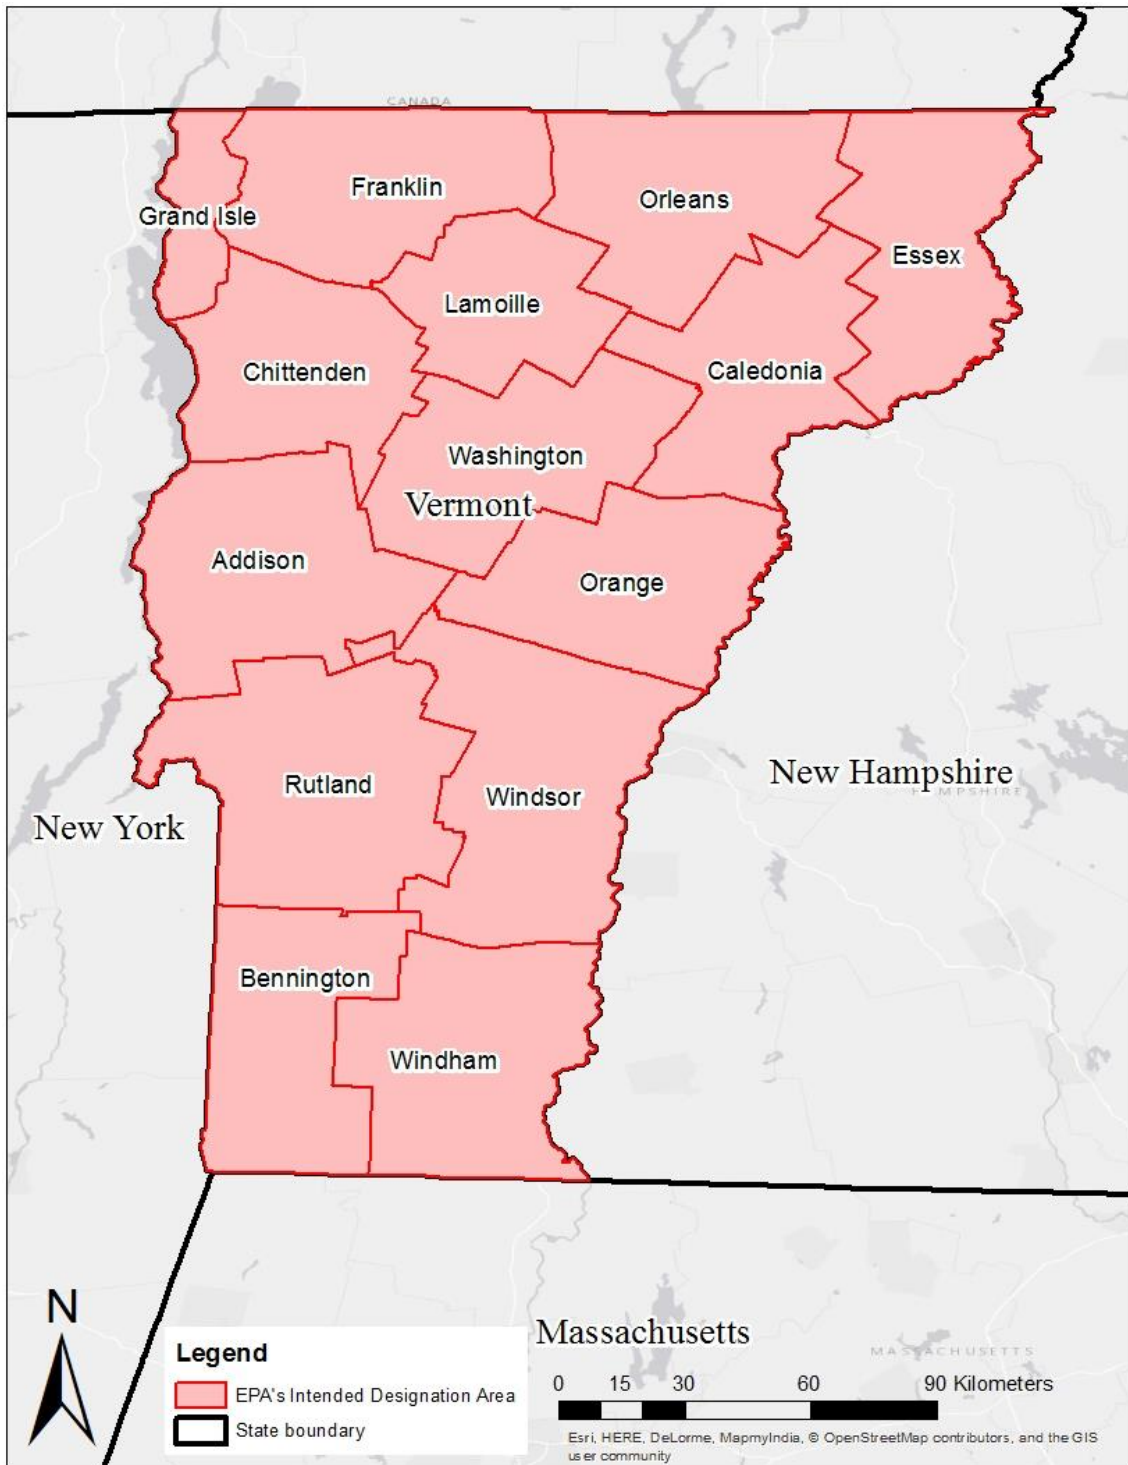 CANADA
Franklin
Orleans
Grand Isle
Essex
Lamoille
Chittenden
Caledonia
Washington
Vermont
Addison
Orange
New Hampshire
HAMPSHIRE
Rutland
Windsor
New York
Bennington
Windham
N
Massachusetts
MASSACHUSETTS
Legend
EPA's Intended Designation Area
State boundary
0 15 30 60 90 Kilometers
Esri, HERE, DeLorme, MapmyIndia, © OpenStreetMap contributors, and the GIS
user community